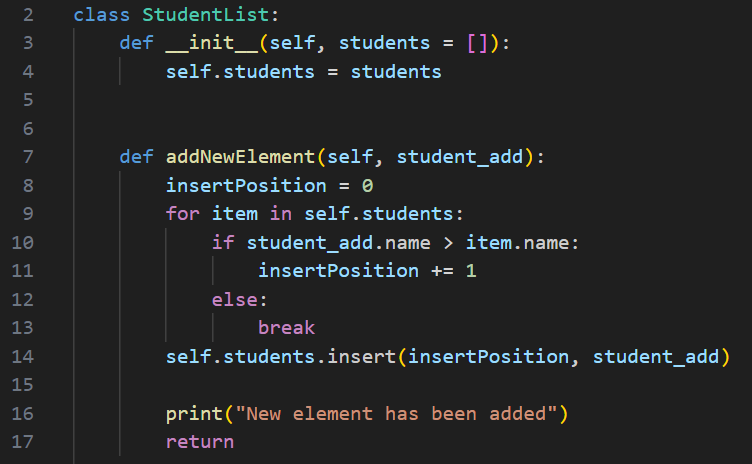 2 class StudentList:
3     def __init__(self, students = []):
4         self.students = students
5
6
7     def addNewElement(self, student_add):
8         insertPosition = 0
9         for item in self.students:
10             if student_add.name > item.name:
11                 insertPosition += 1
12             else:
13                 break
14         self.students.insert(insertPosition, student_add)
15
16         print("New element has been added")
17         return